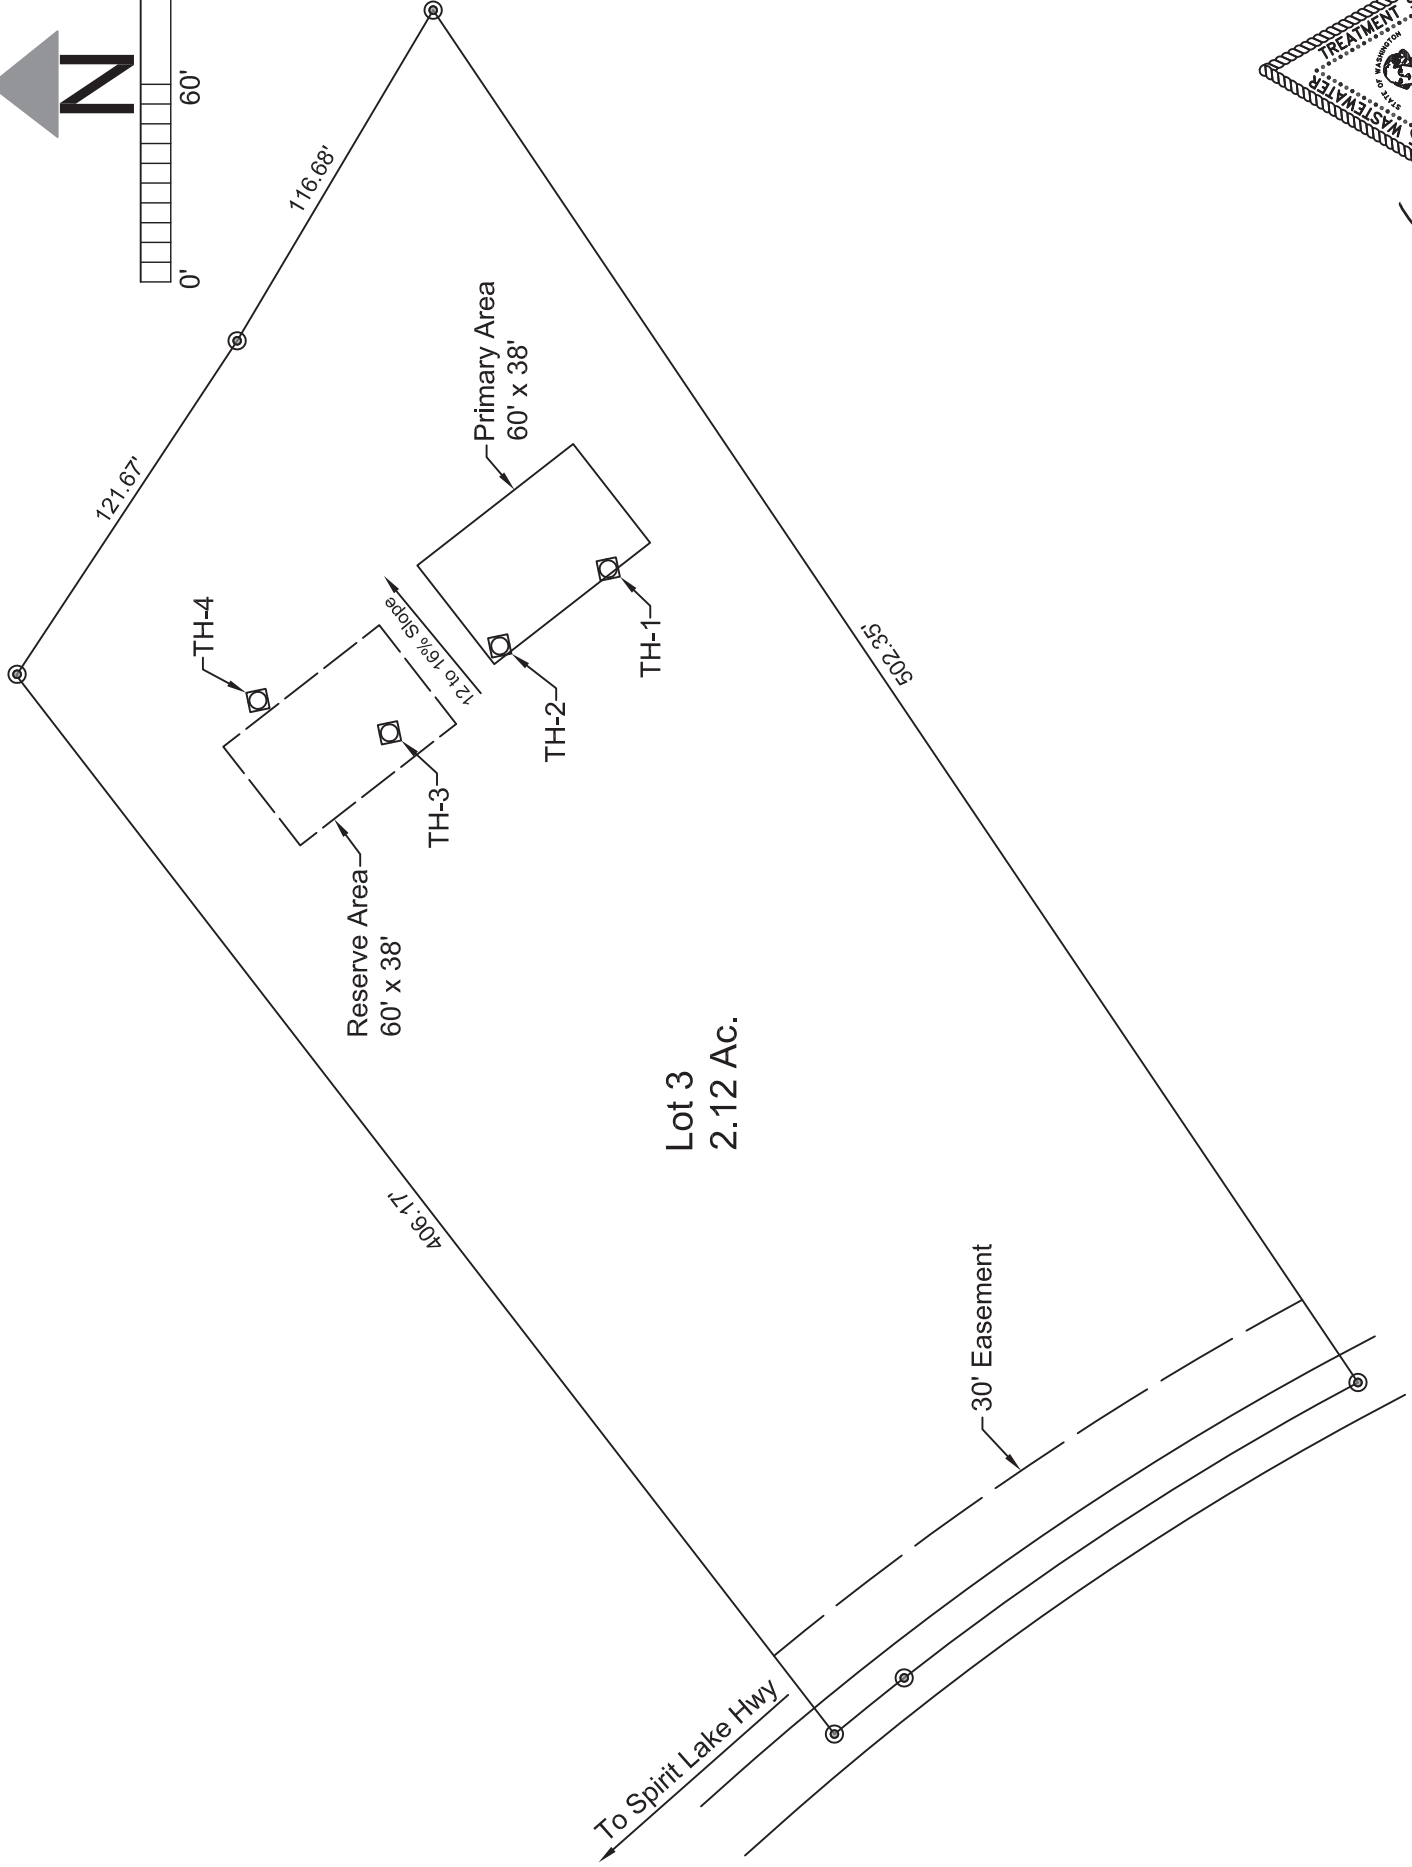 N
0'
60'
116.68'
121.67'
TH-4
Primary Area
60' x 38'
12 to 16% Slope
TH-1
TH-2
TH-3
Reserve Area
60' x 38'
502.35'
406.17'
Lot 3
2.12 Ac.
30' Easement
To Spirit Lake Hwy
WASTEWATER
TREATMENT
STATE OF WASHINGTON